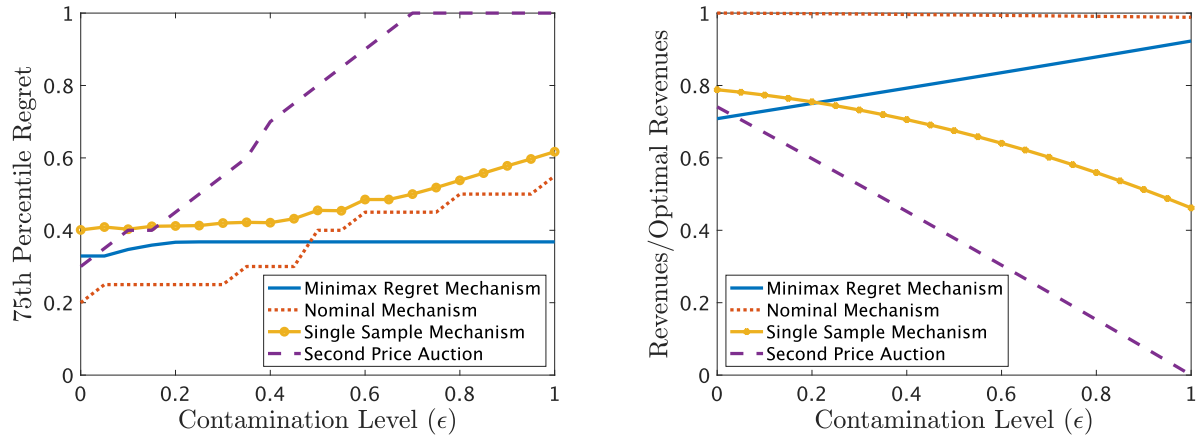 75th Percentile Regret
1
0.8
0.6
0.4
0.2
0
0 0.2 0.4 0.6 0.8 1
Contamination Level (ϵ)
Minimax Regret Mechanism
Nominal Mechanism
Single Sample Mechanism
Second Price Auction
Revenues/Optimal Revenues
1
0.8
0.6
0.4
0.2
0
0 0.2 0.4 0.6 0.8 1
Contamination Level (ϵ)
Minimax Regret Mechanism
Nominal Mechanism
Single Sample Mechanism
Second Price Auction